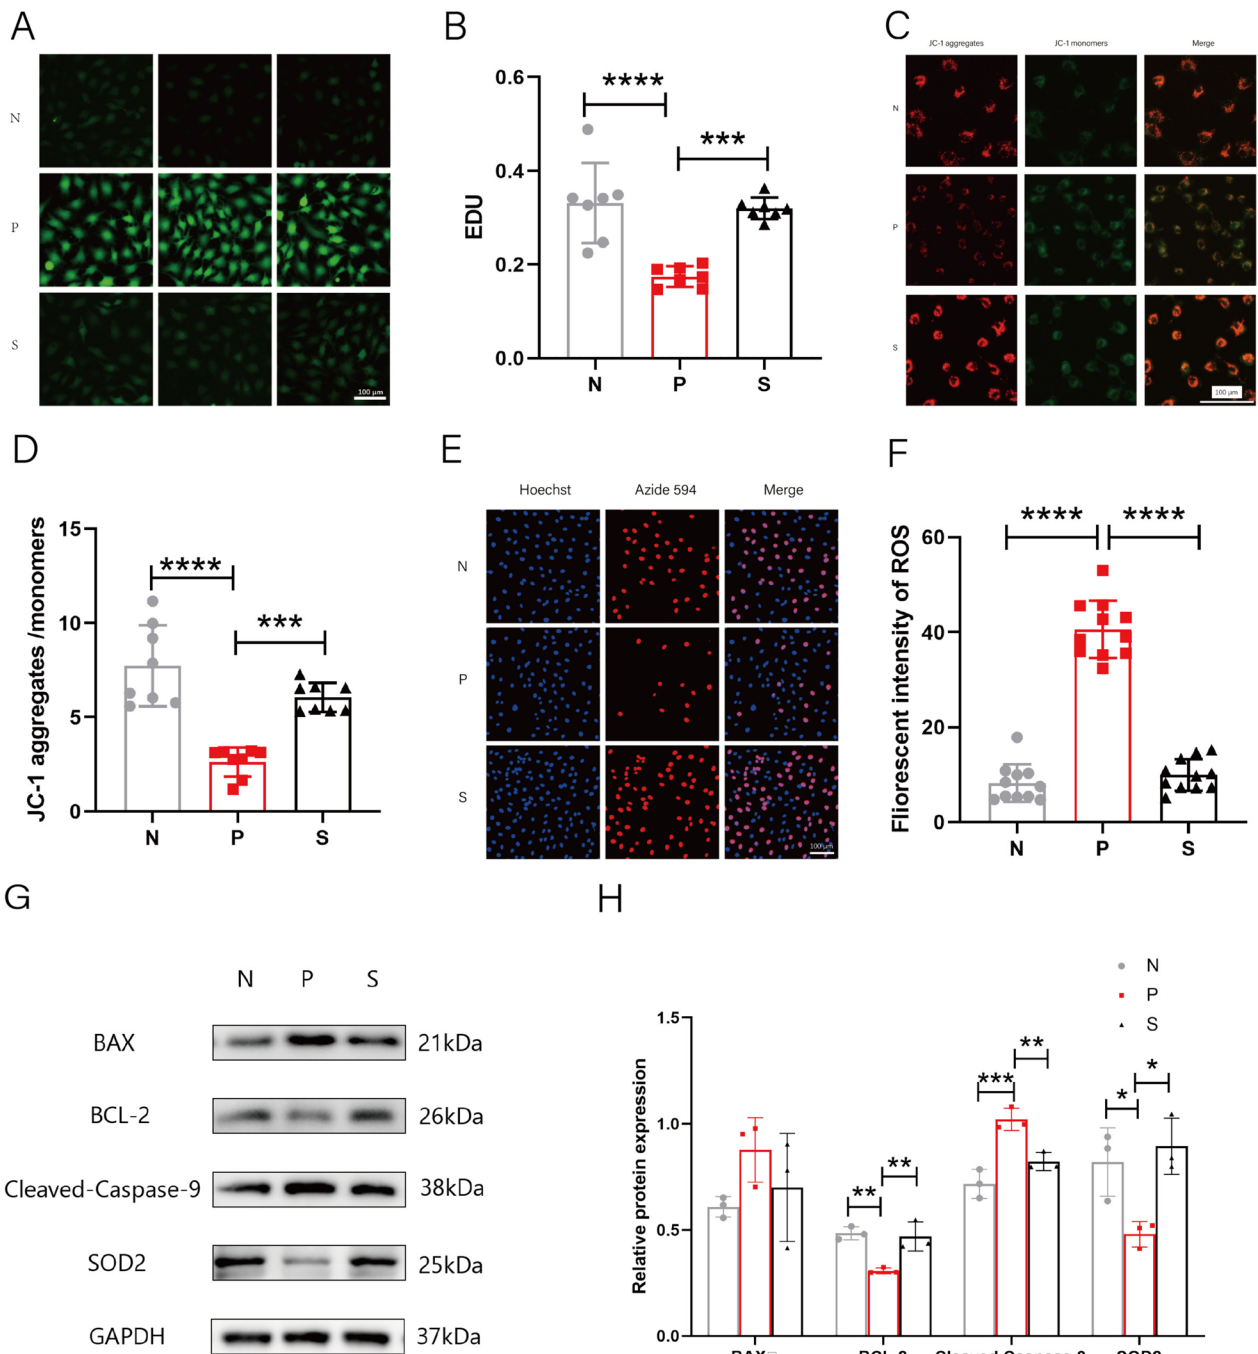 A
N
P
S
100 μm
B
EDU
0.6
0.4
0.2
0.0
****
***
N P S
C
JC-1 aggregates JC-1 monomers Merge
N
P
S
100 μm
D
JC-1 aggregates /monomers
15
10
5
0
****
***
N P S
E
Hoechst Azide 594 Merge
N
P
S
100 μm
F
Fliorescent intensity of ROS
60
40
20
0
**** ****
N P S
G
N P S
BAX 21kDa
BCL-2 26kDa
Cleaved-Caspase-9 38kDa
SOD2 25kDa
GAPDH 37kDa
H
N
P
S
Relative protein expression
1.5
1.0
0.5
0.0
**
**
***
**
*
*